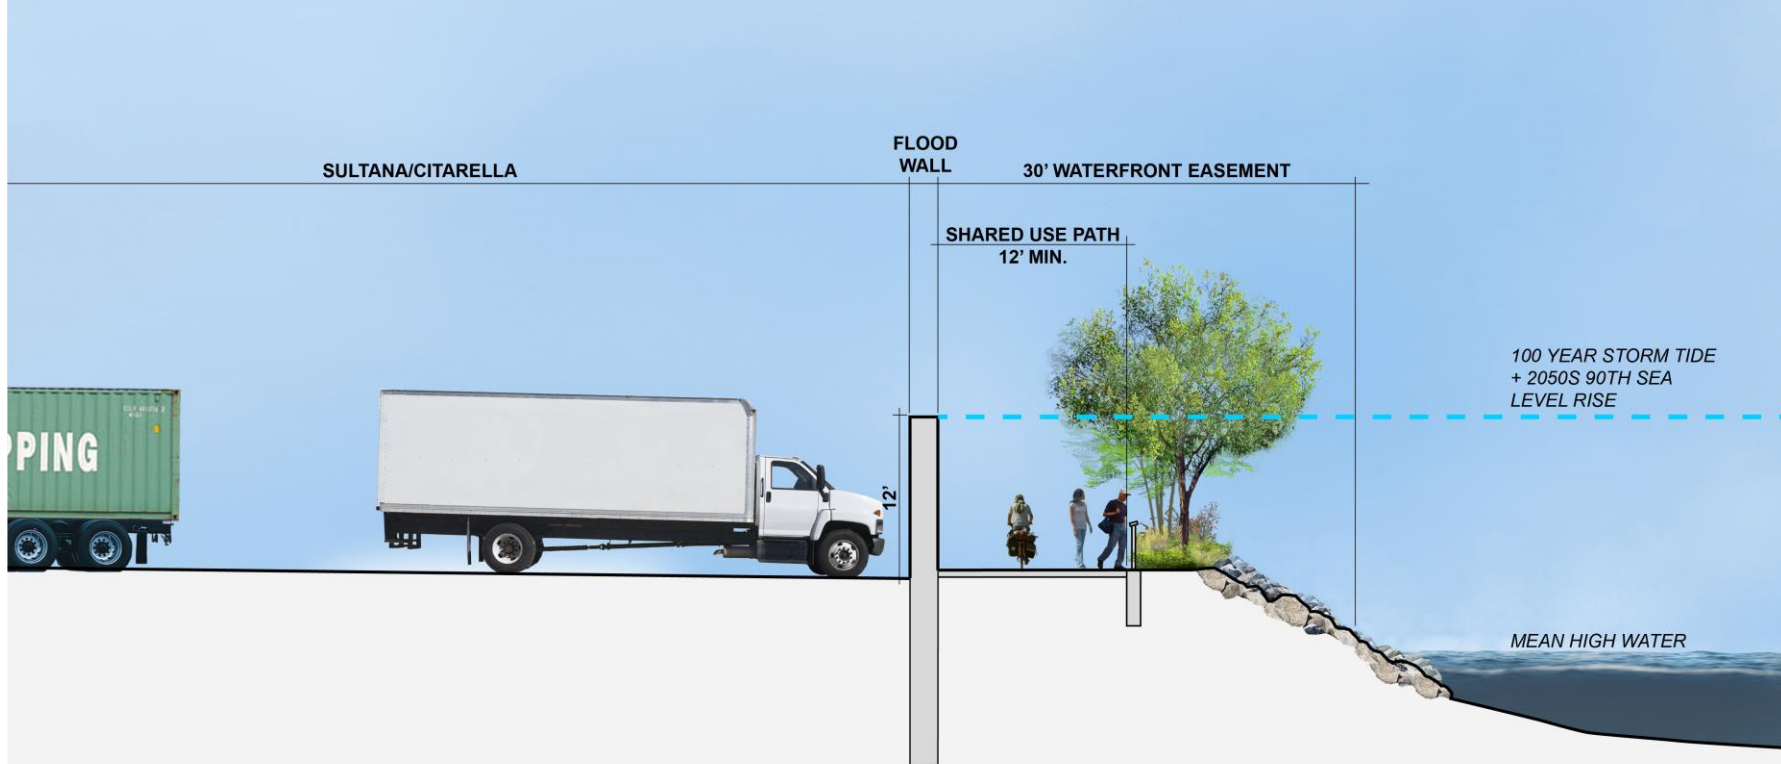 FLOOD
WALL
SULTANA/CITARELLA
30' WATERFRONT EASEMENT
SHARED USE PATH
12' MIN.
100 YEAR STORM TIDE
+ 2050S 90TH SEA
LEVEL RISE
PPING
12'
MEAN HIGH WATER